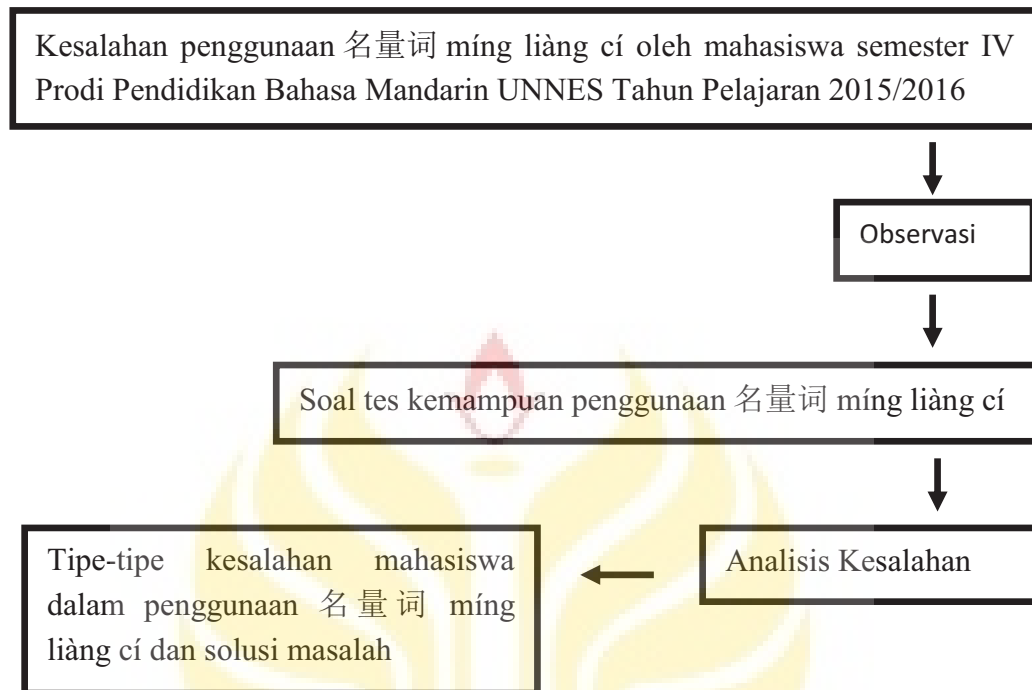 Kesalahan penggunaan 名量词 míng liàng cí oleh mahasiswa semester IV
Prodi Pendidikan Bahasa Mandarin UNNES Tahun Pelajaran 2015/2016
Observasi
Soal tes kemampuan penggunaan 名量词 míng liàng cí
Analisis Kesalahan
Tipe-tipe kesalahan mahasiswa
dalam penggunaan 名量词 míng
liàng cí dan solusi masalah